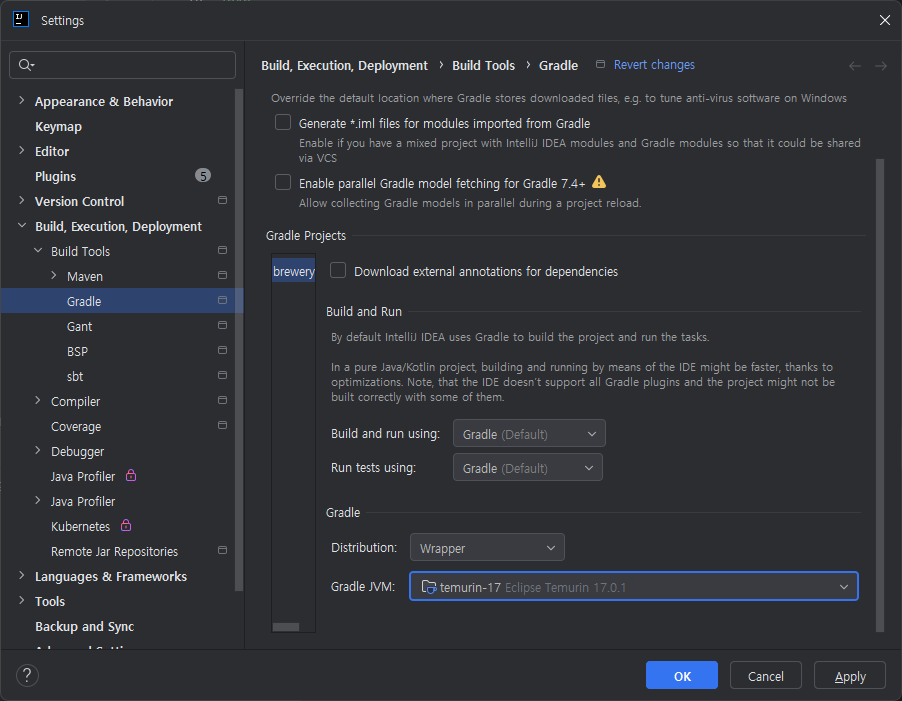 Settings
Build, Execution, Deployment › Build Tools › Gradle Revert changes
Appearance & Behavior
Keymap
Editor
Plugins 5
Version Control
Build, Execution, Deployment
Build Tools
Maven
Gradle
Gant
BSP
sbt
Compiler
Coverage
Debugger
Java Profiler
Java Profiler
Kubernetes
Remote Jar Repositories
Languages & Frameworks
Tools
Backup and Sync
Override the default location where Gradle stores downloaded files, e.g. to tune anti-virus software on Windows
Generate *.iml files for modules imported from Gradle
Enable if you have a mixed project with IntelliJ IDEA modules and Gradle modules so that it could be shared
via VCS
Enable parallel Gradle model fetching for Gradle 7.4+
Allow collecting Gradle models in parallel during a project reload.
Gradle Projects
brewery
Download external annotations for dependencies
Build and Run
By default IntelliJ IDEA uses Gradle to build the project and run the tasks.
In a pure Java/Kotlin project, building and running by means of the IDE might be faster, thanks to
optimizations. Note, that the IDE doesn't support all Gradle plugins and the project might not be
built correctly with some of them.
Build and run using: Gradle (Default)
Run tests using: Gradle (Default)
Gradle
Distribution: Wrapper
Gradle JVM: temurin-17 Eclipse Temurin 17.0.1
?
OK
Cancel
Apply